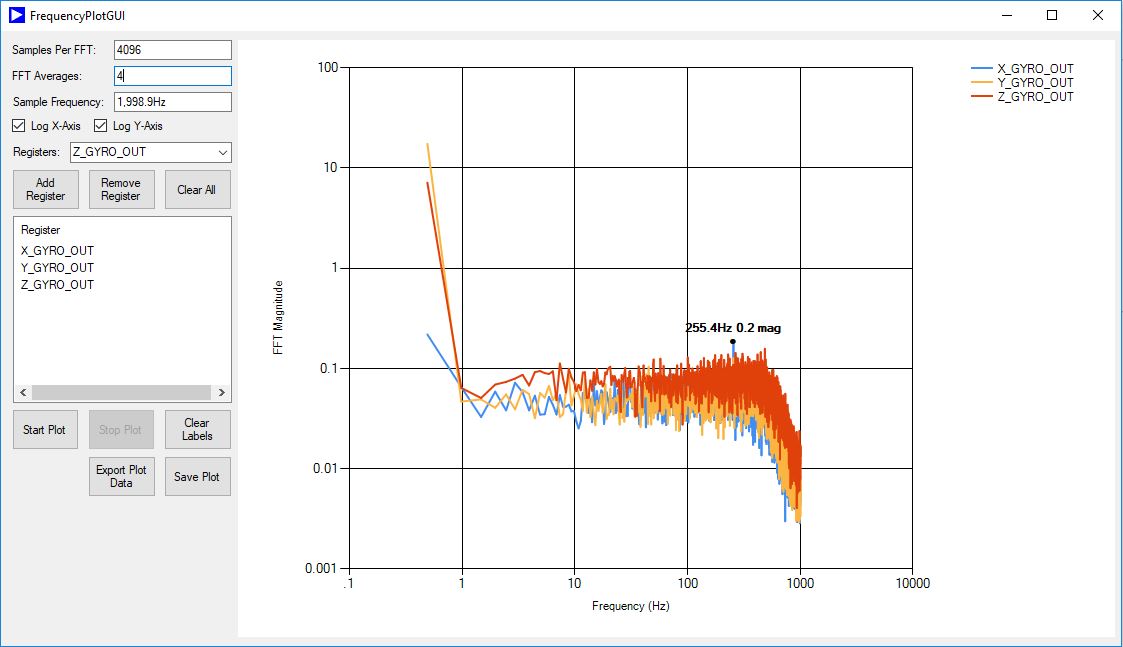 FrequencyPlotGUI
Samples Per FFT: 4096
FFT Averages: 4
Sample Frequency: 1,998.9Hz
Log X-Axis Log Y-Axis
Registers: Z_GYRO_OUT
Add Register
Remove Register
Clear All
Register
X_GYRO_OUT
Y_GYRO_OUT
Z_GYRO_OUT
Start Plot
Stop Plot
Clear Labels
Export Plot Data
Save Plot
FFT Magnitude
100
10
1
0.1
0.01
0.001
255.4Hz 0.2 mag
.1 1 10 100 1000 10000
Frequency (Hz)
X_GYRO_OUT
Y_GYRO_OUT
Z_GYRO_OUT